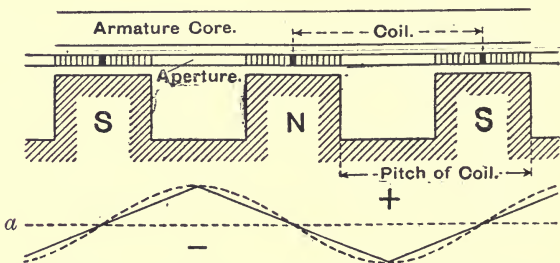 Armature Core.
Coil.
Aperture.
S
N
S
Pitch of Coil.
+
a
−